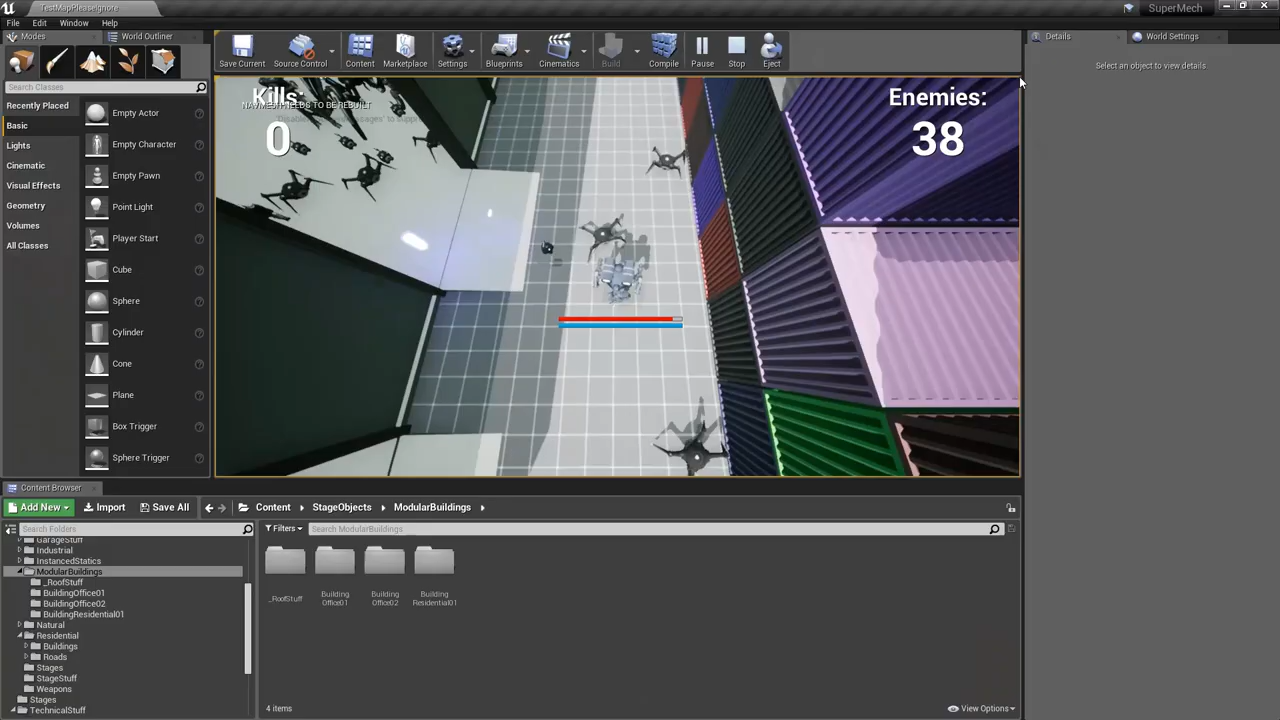 TestMapPleaseIgnore
SuperMech
File Edit Window Help
Modes
World Outliner
Search Classes
Recently Placed
Basic
Lights
Cinematic
Visual Effects
Geometry
Volumes
All Classes
Empty Actor
Empty Character
Empty Pawn
Point Light
Player Start
Cube
Sphere
Cylinder
Cone
Plane
Box Trigger
Sphere Trigger
Save Current
Source Control
Content
Marketplace
Settings
Blueprints
Cinematics
Build
Compile
Pause
Stop
Eject
Kills:
NAVMESH NEEDS TO BE REBUILT
0
Enemies:
38
Details
World Settings
Select an object to view details.
Content Browser
Add New
Import
Save All
Content
StageObjects
ModularBuildings
Search Folders
Filters
Search ModularBuildings
GarageStuff
Industrial
InstancedStatics
ModularBuildings
_RoofStuff
BuildingOffice01
BuildingOffice02
BuildingResidential01
Natural
Residential
Buildings
Roads
Stages
StageStuff
Weapons
Stages
TechnicalStuff
_RoofStuff
Building
Office01
Building
Office02
Building
Residential01
4 items
View Options